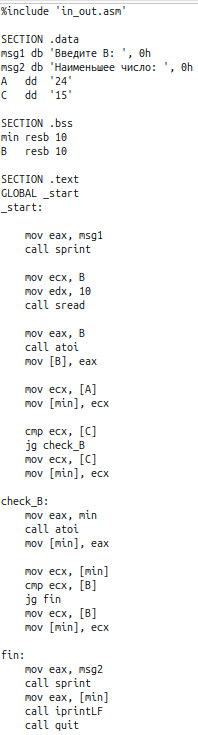 %include 'in_out.asm'

SECTION .data
msg1 db 'Введите B: ', 0h
msg2 db 'Наименьшее число: ', 0h
A   dd  '24'
C   dd  '15'

SECTION .bss
min resb 10
B   resb 10

SECTION .text
GLOBAL _start
_start:

    mov eax, msg1
    call sprint

    mov ecx, B
    mov edx, 10
    call sread

    mov eax, B
    call atoi
    mov [B], eax

    mov ecx, [A]
    mov [min], ecx

    cmp ecx, [C]
    jg check_B
    mov ecx, [C]
    mov [min], ecx

check_B:
    mov eax, min
    call atoi
    mov [min], eax

    mov ecx, [min]
    cmp ecx, [B]
    jg fin
    mov ecx, [B]
    mov [min], ecx

fin:
    mov eax, msg2
    call sprint
    mov eax, [min]
    call iprintLF
    call quit